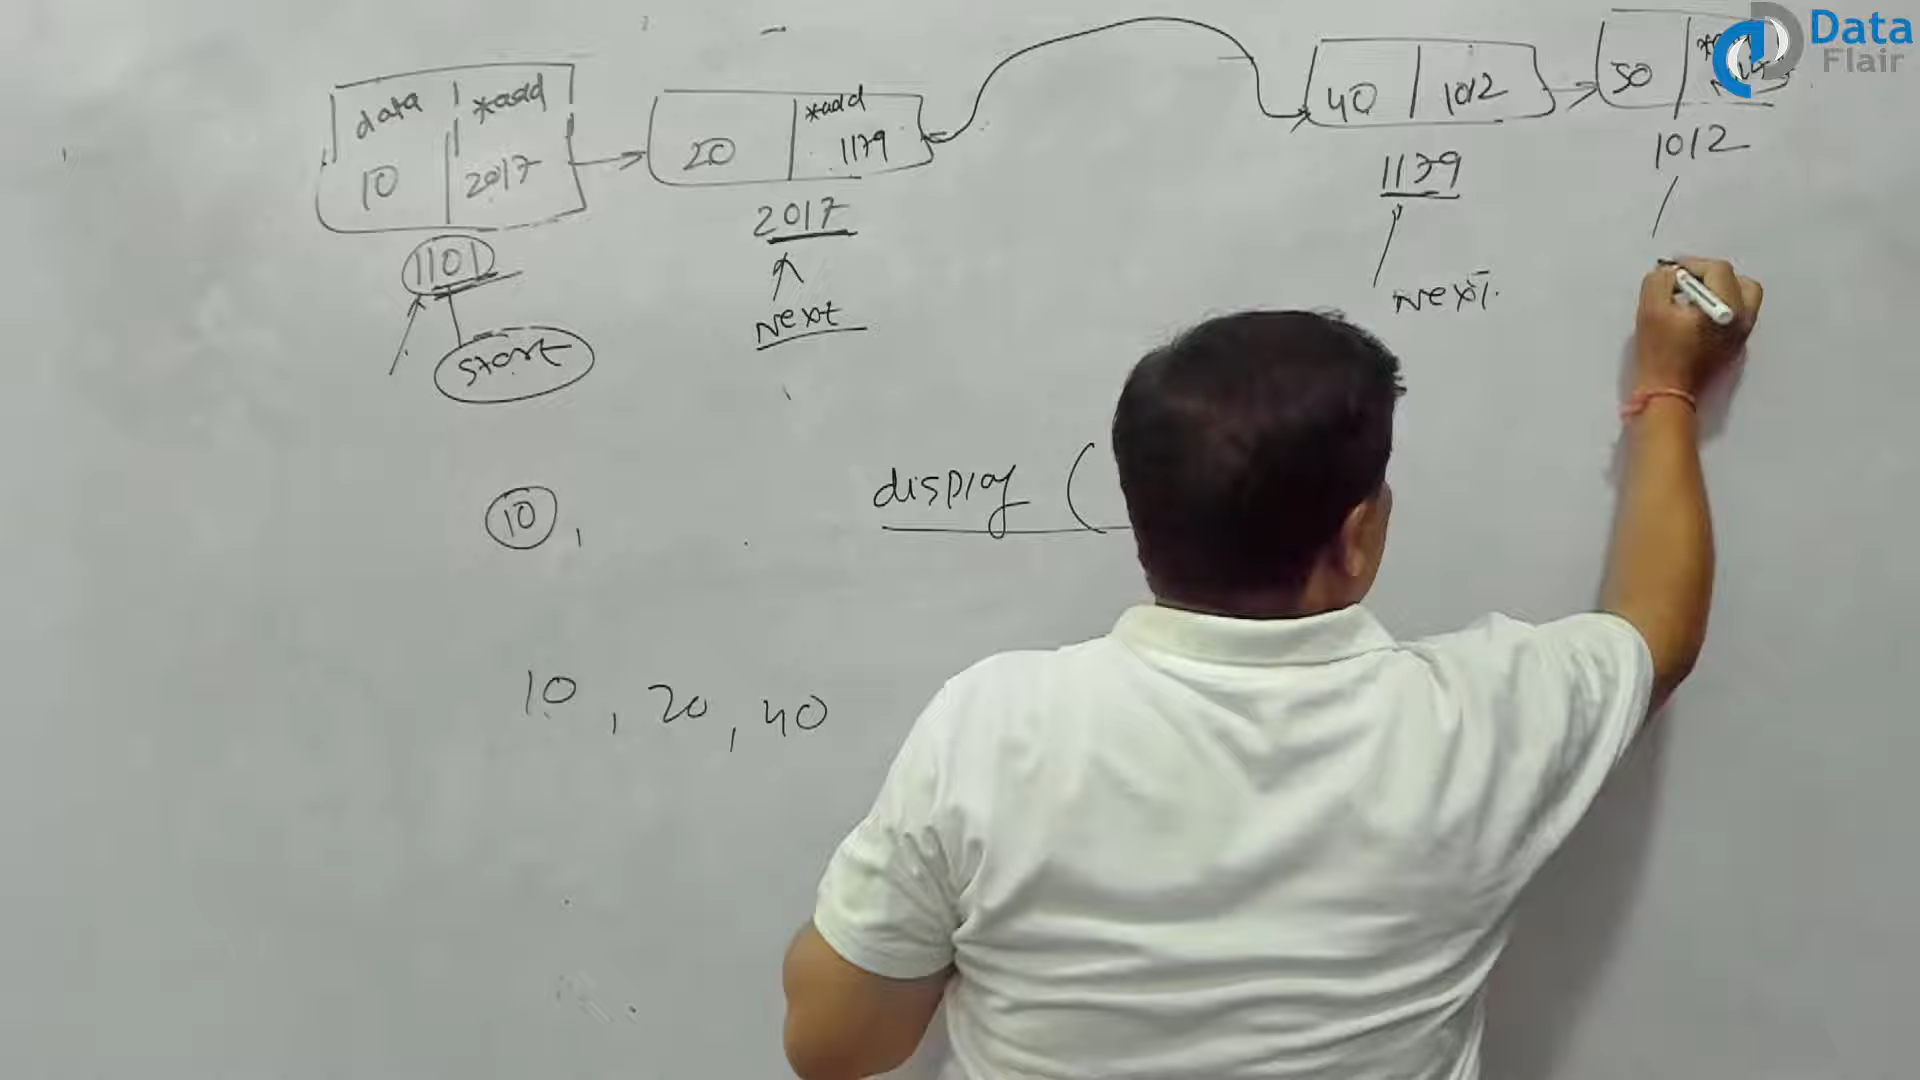 data *add
10 2017
1101
start
20 *add
1179
2017
Next
40 1012
1179
Next.
50
1012
10,
display (
10, 20, 40
Data
Flair